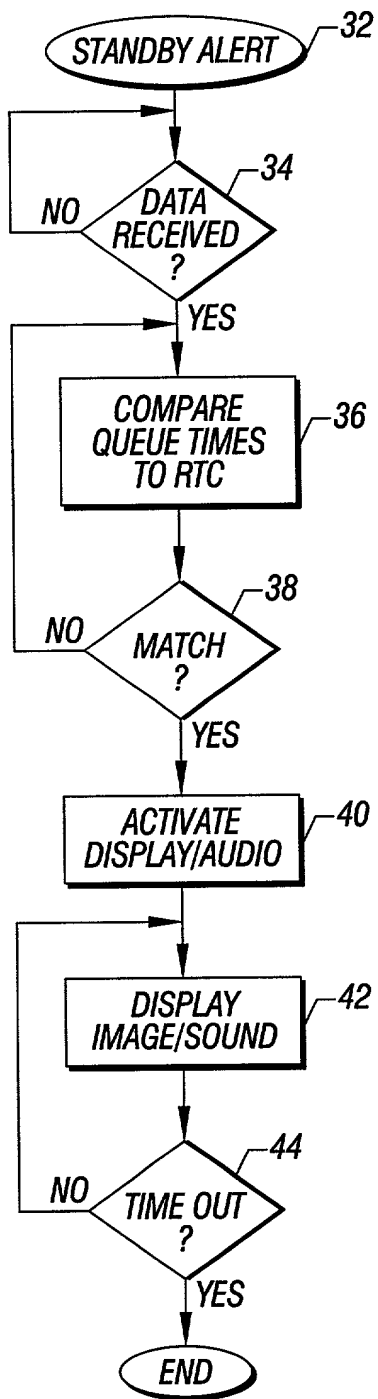 STANDBY ALERT
32
34
DATA
RECEIVED
?
NO
YES
COMPARE
QUEUE TIMES
TO RTC
36
38
NO
MATCH
?
YES
ACTIVATE
DISPLAY/AUDIO
40
DISPLAY
IMAGE/SOUND
42
44
NO
TIME OUT
?
YES
END